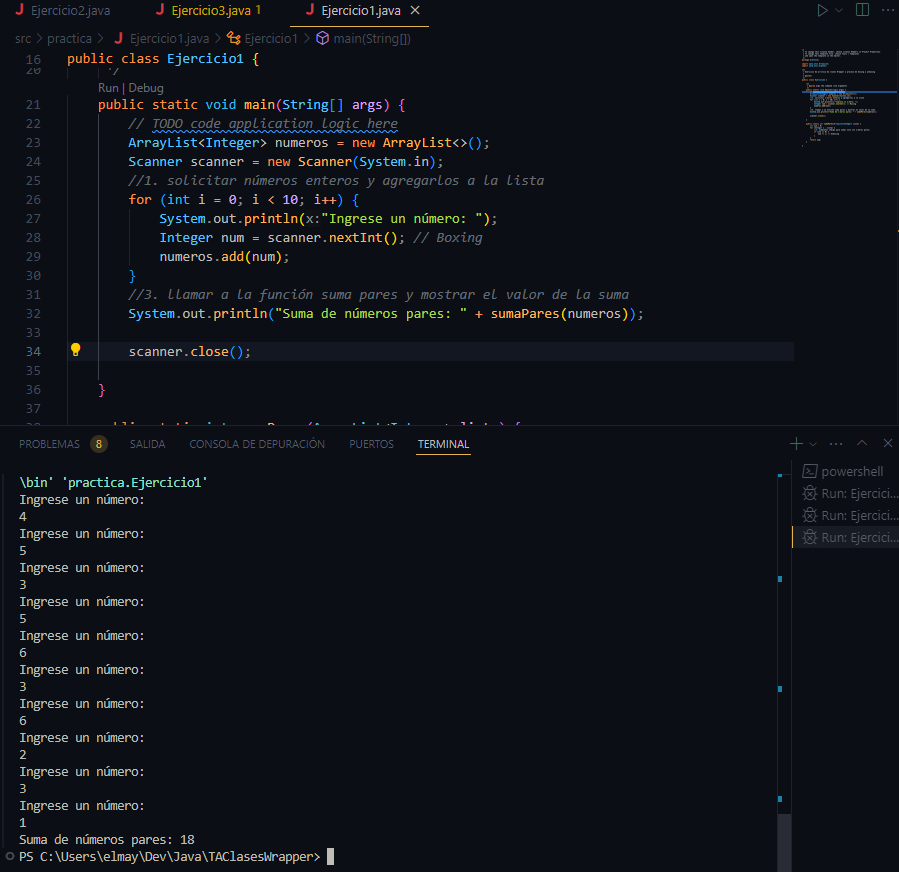 Ejercicio2.java
Ejercicio3.java 1
Ejercicio1.java
src > practica > Ejercicio1.java > Ejercicio1 > main(String[])
16 public class Ejercicio1 {
20 */
Run | Debug
21 public static void main(String[] args) {
22 // TODO code application logic here
23 ArrayList<Integer> numeros = new ArrayList<>();
24 Scanner scanner = new Scanner(System.in);
25 //1. solicitar números enteros y agregarlos a la lista
26 for (int i = 0; i < 10; i++) {
27 System.out.println(x:"Ingrese un número: ");
28 Integer num = scanner.nextInt(); // Boxing
29 numeros.add(num);
30 }
31 //3. llamar a la función suma pares y mostrar el valor de la suma
32 System.out.println("Suma de números pares: " + sumaPares(numeros));
33
34 scanner.close();
35
36 }
37
PROBLEMAS 8 SALIDA CONSOLA DE DEPURACIÓN PUERTOS TERMINAL
\bin' 'practica.Ejercicio1'
Ingrese un número:
4
Ingrese un número:
5
Ingrese un número:
3
Ingrese un número:
5
Ingrese un número:
6
Ingrese un número:
3
Ingrese un número:
6
Ingrese un número:
2
Ingrese un número:
3
Ingrese un número:
1
Suma de números pares: 18
PS C:\Users\elmay\Dev\Java\TAClasesWrapper>
powershell
Run: Ejercici...
Run: Ejercici...
Run: Ejercici...